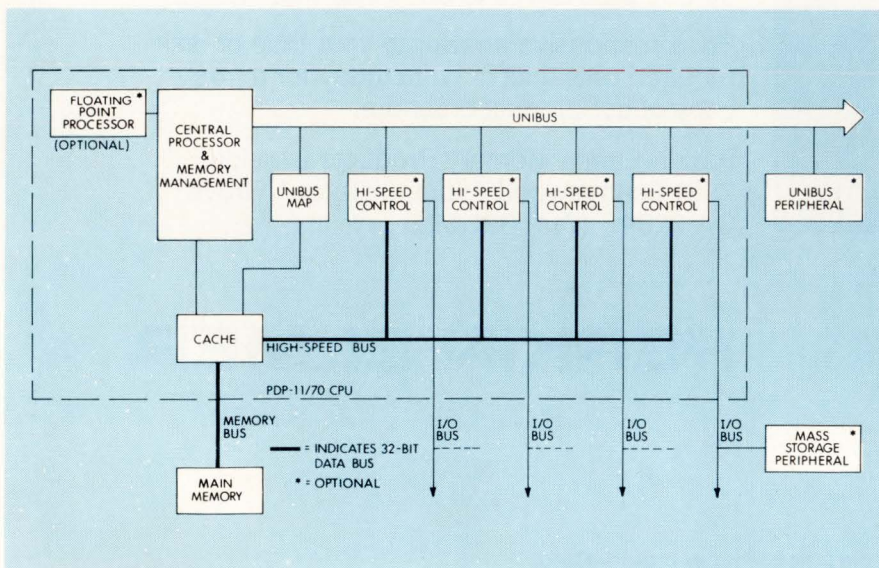 FLOATING *
POINT
PROCESSOR
(OPTIONAL)
CENTRAL
PROCESSOR
&
MEMORY
MANAGEMENT
UNIBUS
UNIBUS
MAP
HI-SPEED *
CONTROL
HI-SPEED *
CONTROL
HI-SPEED *
CONTROL
HI-SPEED *
CONTROL
UNIBUS *
PERIPHERAL
CACHE
HIGH-SPEED BUS
PDP-11/70 CPU
MEMORY
BUS
MAIN
MEMORY
= INDICATES 32-BIT
DATA BUS
* = OPTIONAL
I/O
BUS
I/O
BUS
I/O
BUS
I/O
BUS
MASS *
STORAGE
PERIPHERAL